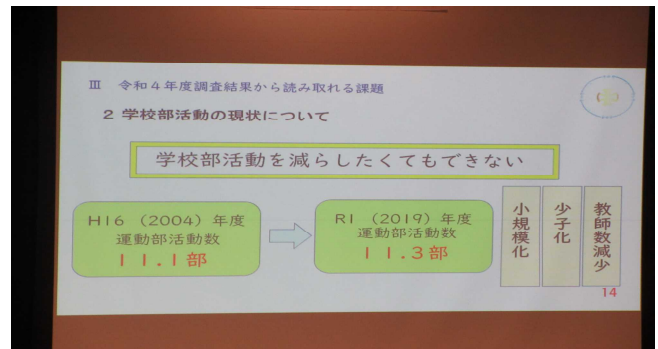 Ⅲ 令和4年度調査結果から読み取れる課題
2 学校部活動の現状について
学校部活動を減らしたくてもできない
H16 (2004) 年度
運動部活動数
11.1部
R1 (2019) 年度
運動部活動数
11.3部
小規模化
少子化
教師数減少
14